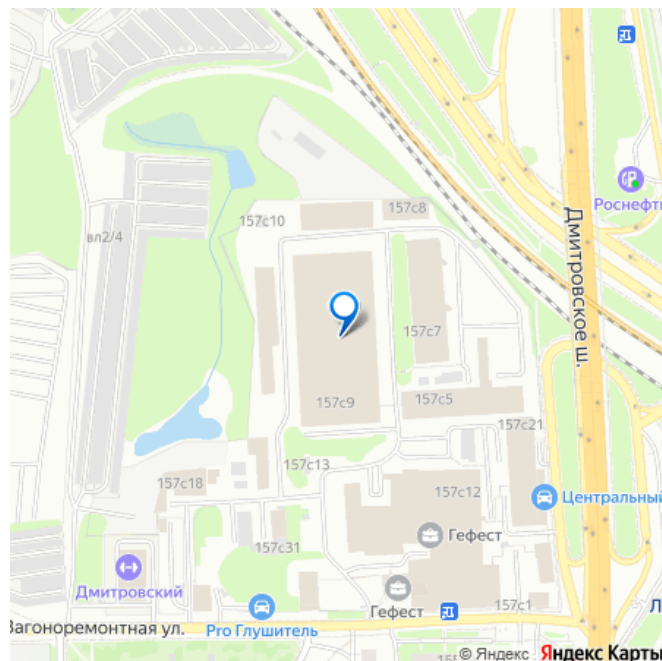 Роснефть
157с8
157с10
вл2/4
Дмитровское ш.
157с7
157с9
157с5
157с21
157с13
157с18
157с12
Центральный
Гефест
157с31
Дмитровский
Гефест
157с1
Вагоноремонтная ул.
Pro Глушитель
© Яндекс Яндекс Карты